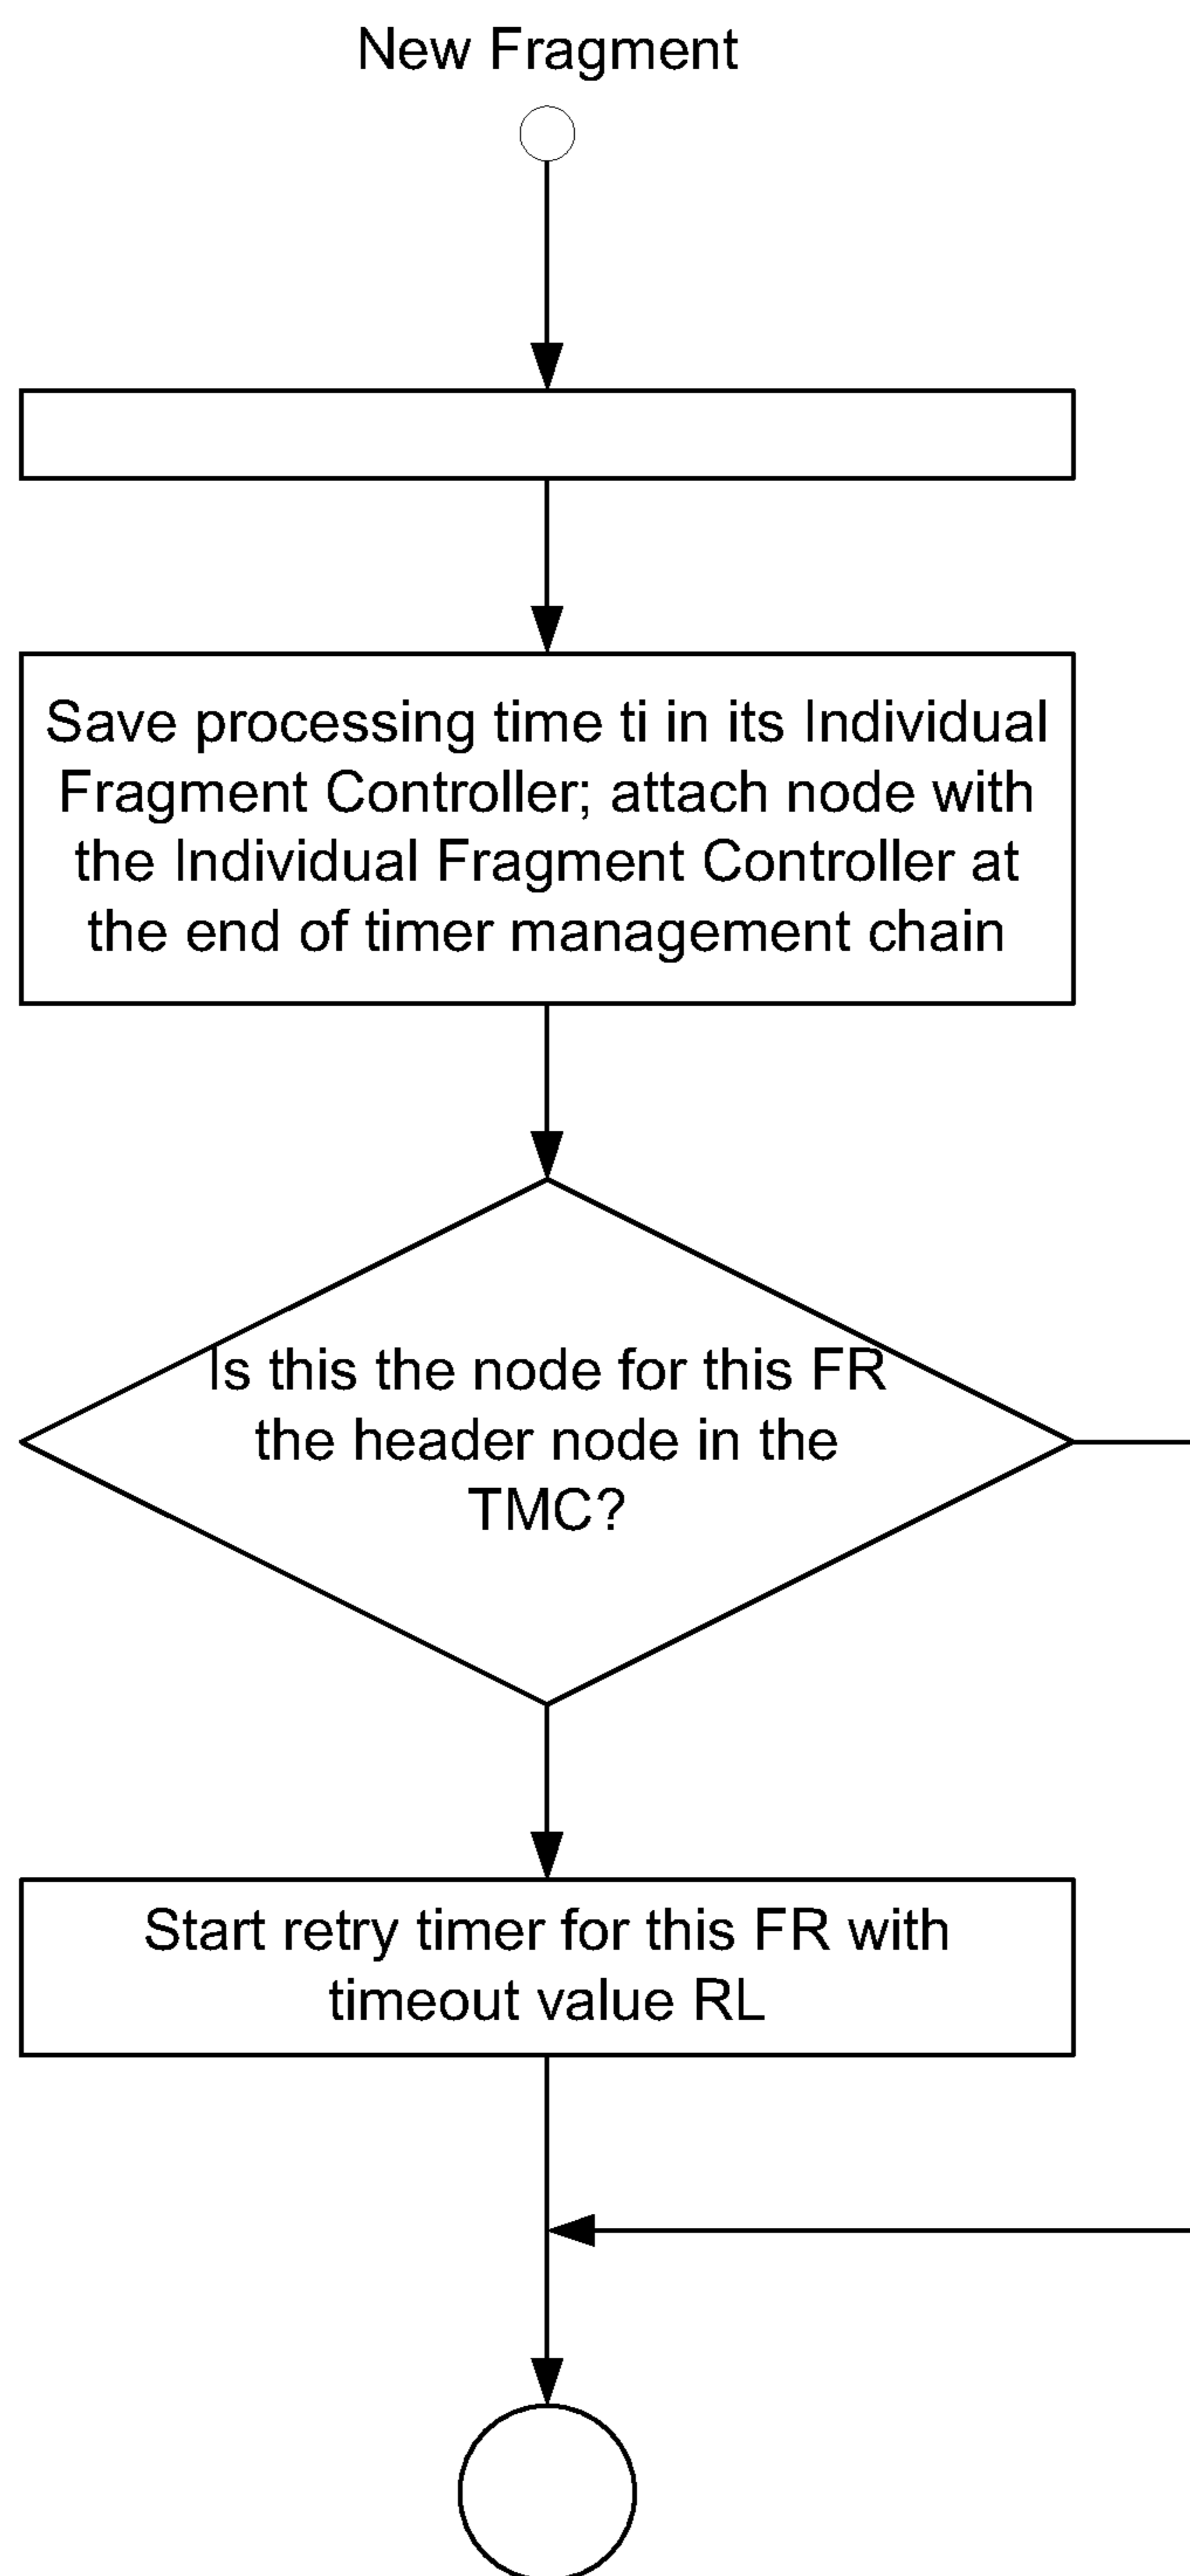 New Fragment
Save processing time ti in its Individual
Fragment Controller; attach node with
the Individual Fragment Controller at
the end of timer management chain
Is this the node for this FR
the header node in the
TMC?
Start retry timer for this FR with
timeout value RL